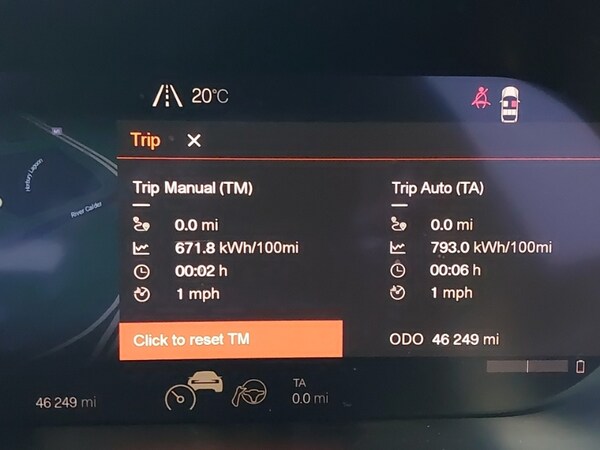 20°C
Trip
Trip Manual (TM)
0.0 mi
671.8 kWh/100mi
00:02 h
1 mph
Click to reset TM
Trip Auto (TA)
0.0 mi
793.0 kWh/100mi
00:06 h
1 mph
ODO 46 249 mi
River Calder
46 249 mi
TA
0.0 mi